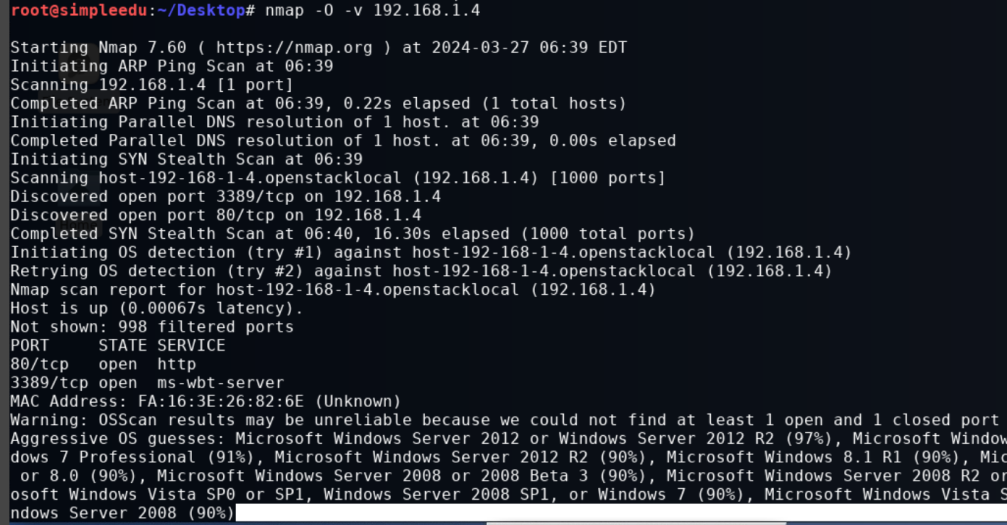 root@simpleedu:~/Desktop# nmap -O -v 192.168.1.4
Starting Nmap 7.60 ( https://nmap.org ) at 2024-03-27 06:39 EDT
Initiating ARP Ping Scan at 06:39
Scanning 192.168.1.4 [1 port]
Completed ARP Ping Scan at 06:39, 0.22s elapsed (1 total hosts)
Initiating Parallel DNS resolution of 1 host. at 06:39
Completed Parallel DNS resolution of 1 host. at 06:39, 0.00s elapsed
Initiating SYN Stealth Scan at 06:39
Scanning host-192-168-1-4.openstacklocal (192.168.1.4) [1000 ports]
Discovered open port 3389/tcp on 192.168.1.4
Discovered open port 80/tcp on 192.168.1.4
Completed SYN Stealth Scan at 06:40, 16.30s elapsed (1000 total ports)
Initiating OS detection (try #1) against host-192-168-1-4.openstacklocal (192.168.1.4)
Retrying OS detection (try #2) against host-192-168-1-4.openstacklocal (192.168.1.4)
Nmap scan report for host-192-168-1-4.openstacklocal (192.168.1.4)
Host is up (0.00067s latency).
Not shown: 998 filtered ports
PORT     STATE SERVICE
80/tcp   open  http
3389/tcp open  ms-wbt-server
MAC Address: FA:16:3E:26:82:6E (Unknown)
Warning: OSScan results may be unreliable because we could not find at least 1 open and 1 closed port
Aggressive OS guesses: Microsoft Windows Server 2012 or Windows Server 2012 R2 (97%), Microsoft Window
dows 7 Professional (91%), Microsoft Windows Server 2012 R2 (90%), Microsoft Windows 8.1 R1 (90%), Mic
or 8.0 (90%), Microsoft Windows Server 2008 or 2008 Beta 3 (90%), Microsoft Windows Server 2008 R2 o
osoft Windows Vista SP0 or SP1, Windows Server 2008 SP1, or Windows 7 (90%), Microsoft Windows Vista S
ndows Server 2008 (90%)